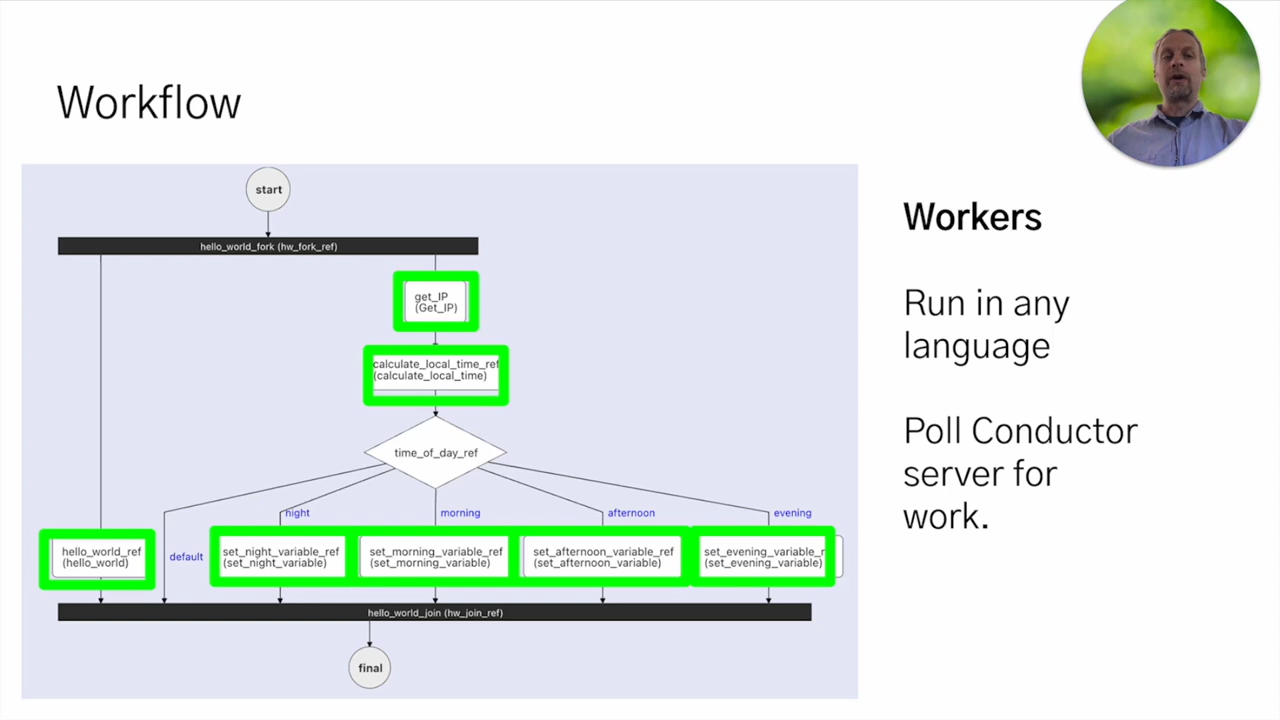 Workflow
start
hello_world_fork (hw_fork_ref)
get_IP
(Get_IP)
calculate_local_time_ref
(calculate_local_time)
time_of_day_ref
night
morning
afternoon
evening
default
hello_world_ref
(hello_world)
set_night_variable_ref
(set_night_variable)
set_morning_variable_ref
(set_morning_variable)
set_afternoon_variable_ref
(set_afternoon_variable)
set_evening_variable_r
(set_evening_variable)
hello_world_join (hw_join_ref)
final
Workers
Run in any
language
Poll Conductor
server for
work.